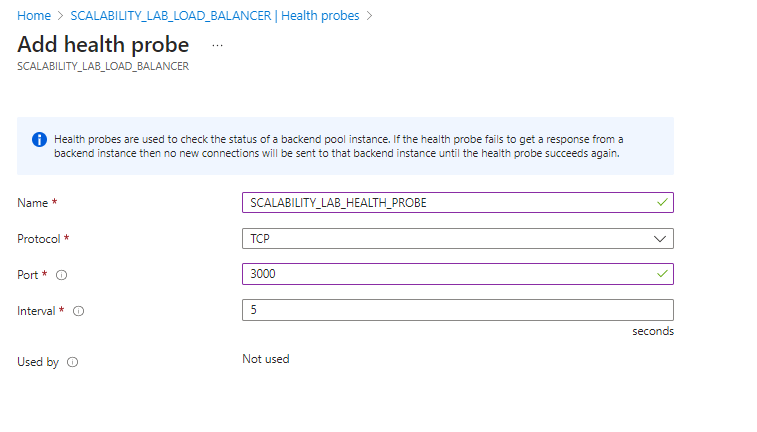 Home > SCALABILITY_LAB_LOAD_BALANCER | Health probes >
Add health probe ...
SCALABILITY_LAB_LOAD_BALANCER
Health probes are used to check the status of a backend pool instance. If the health probe fails to get a response from a
backend instance then no new connections will be sent to that backend instance until the health probe succeeds again.
Name * SCALABILITY_LAB_HEALTH_PROBE
Protocol * TCP
Port * 3000
Interval * 5
seconds
Used by Not used